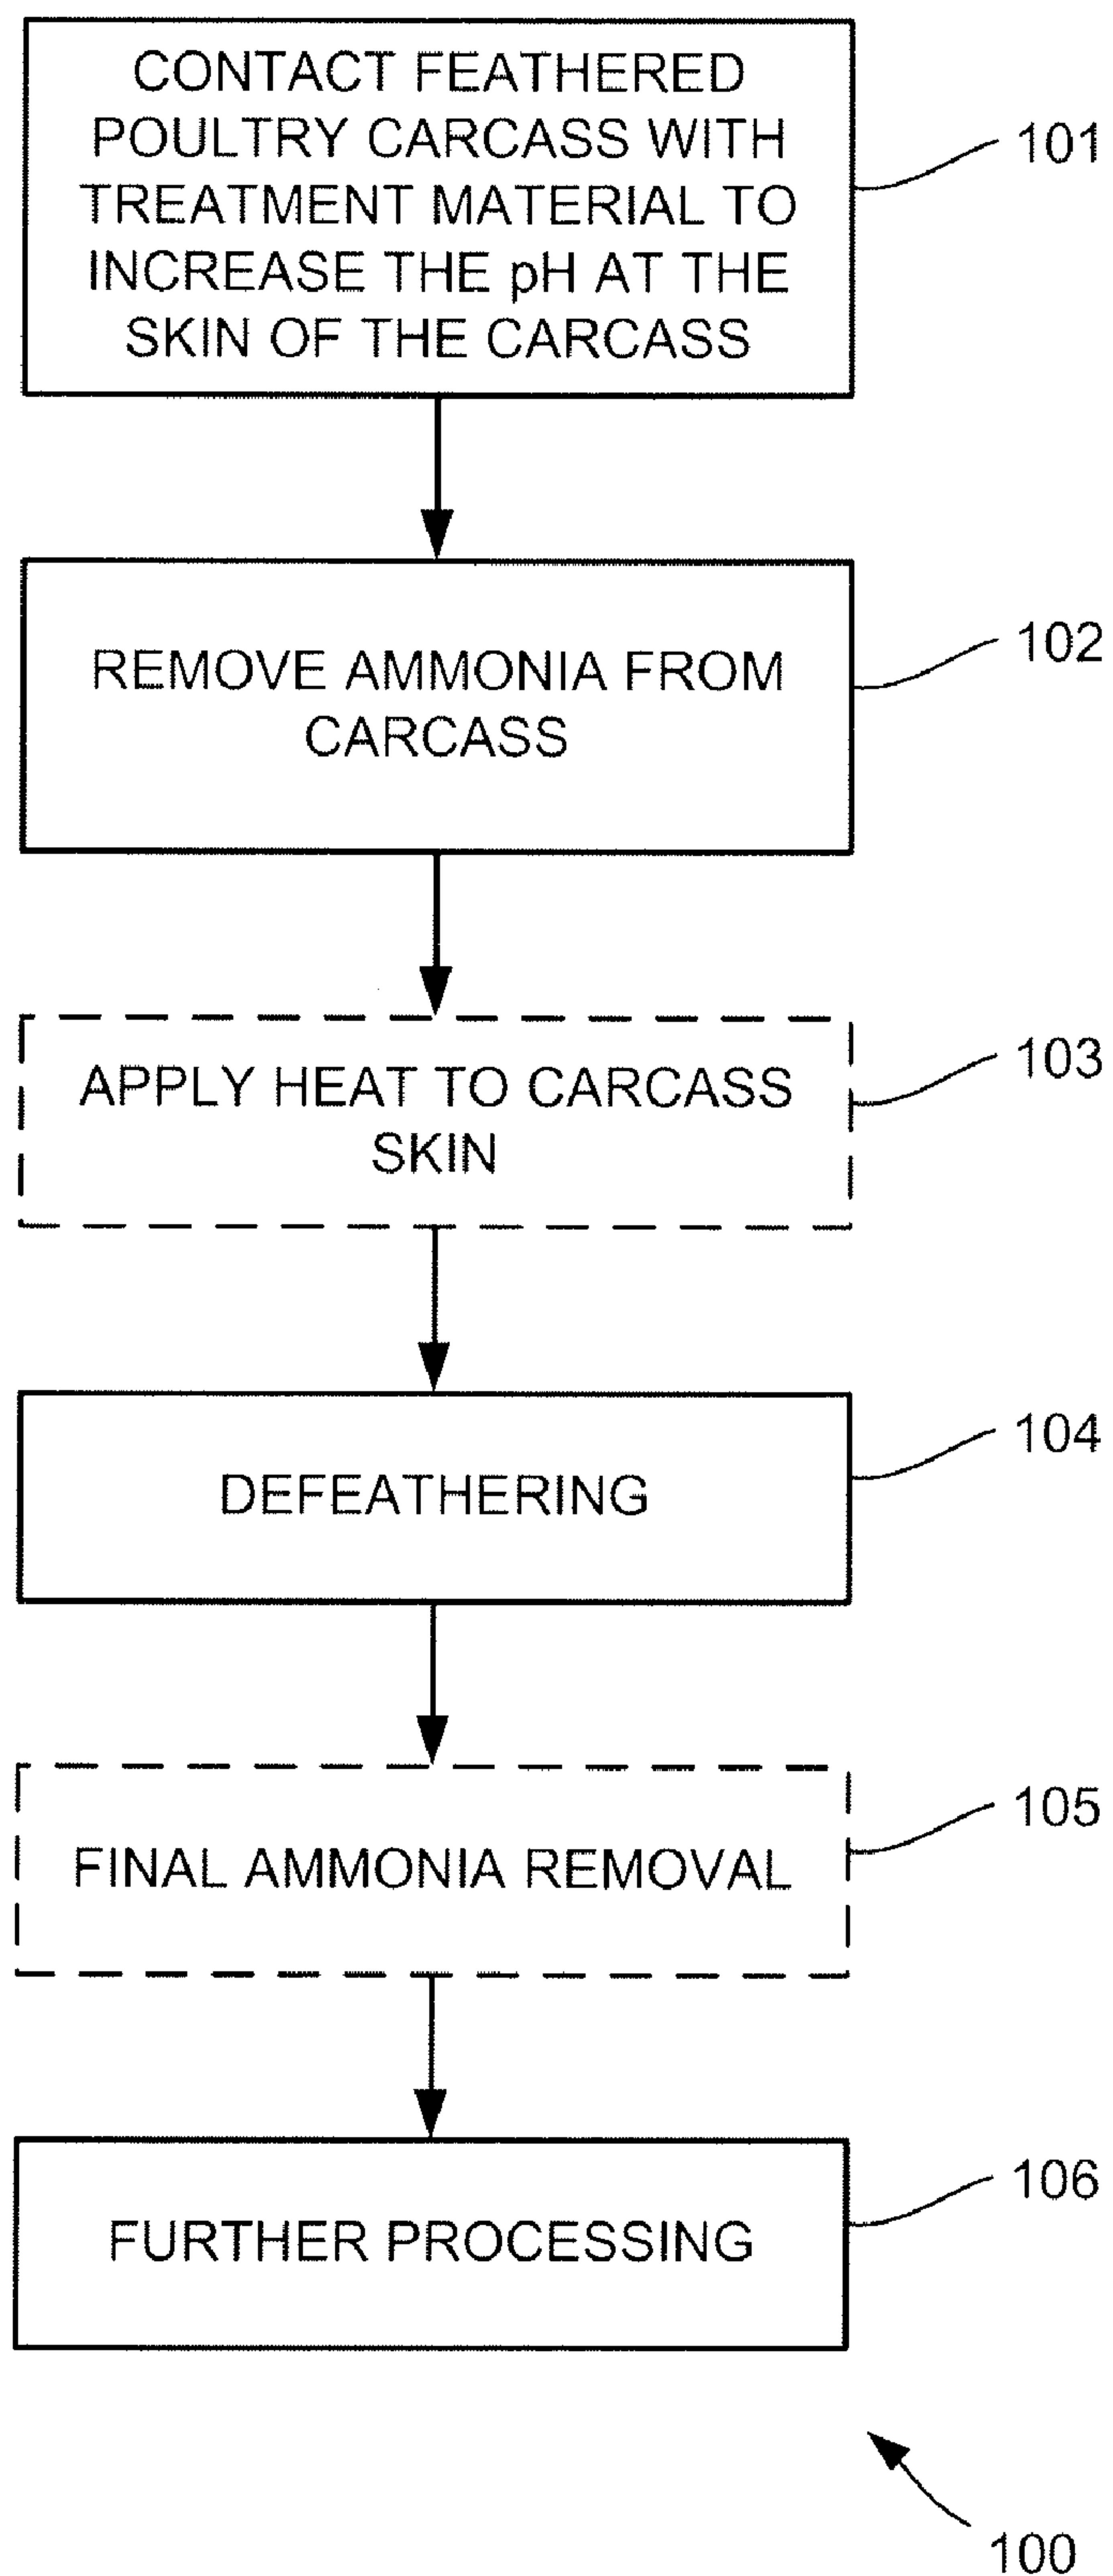 CONTACT FEATHERED
POULTRY CARCASS WITH
TREATMENT MATERIAL TO
INCREASE THE pH AT THE
SKIN OF THE CARCASS
101
REMOVE AMMONIA FROM
CARCASS
102
APPLY HEAT TO CARCASS
SKIN
103
DEFEATHERING
104
FINAL AMMONIA REMOVAL
105
FURTHER PROCESSING
106
100